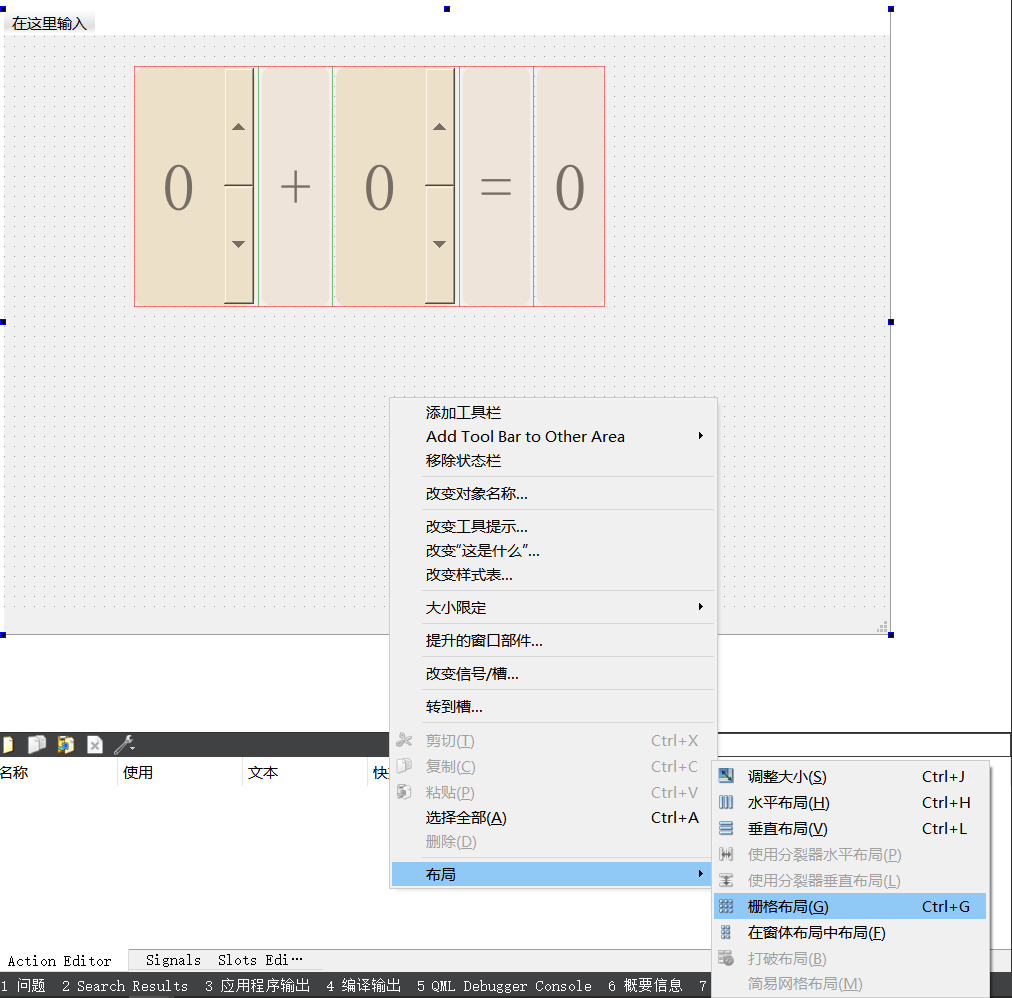 在这里输入
0 + 0 = 0
添加工具栏
Add Tool Bar to Other Area
移除状态栏
改变对象名称...
改变工具提示...
改变“这是什么”...
改变样式表...
大小限定
提升的窗口部件...
改变信号/槽...
转到槽...
剪切(T) Ctrl+X
复制(C) Ctrl+C
粘贴(P) Ctrl+V
选择全部(A) Ctrl+A
删除(D)
布局
名称 使用 文本 快
调整大小(S) Ctrl+J
水平布局(H) Ctrl+H
垂直布局(V) Ctrl+L
使用分裂器水平布局(P)
使用分裂器垂直布局(L)
栅格布局(G) Ctrl+G
在窗体布局中布局(F)
打破布局(B)
简易网格布局(M)
Action Editor Signals Slots Edi…
1 问题 2 Search Results 3 应用程序输出 4 编译输出 5 QML Debugger Console 6 概要信息 7